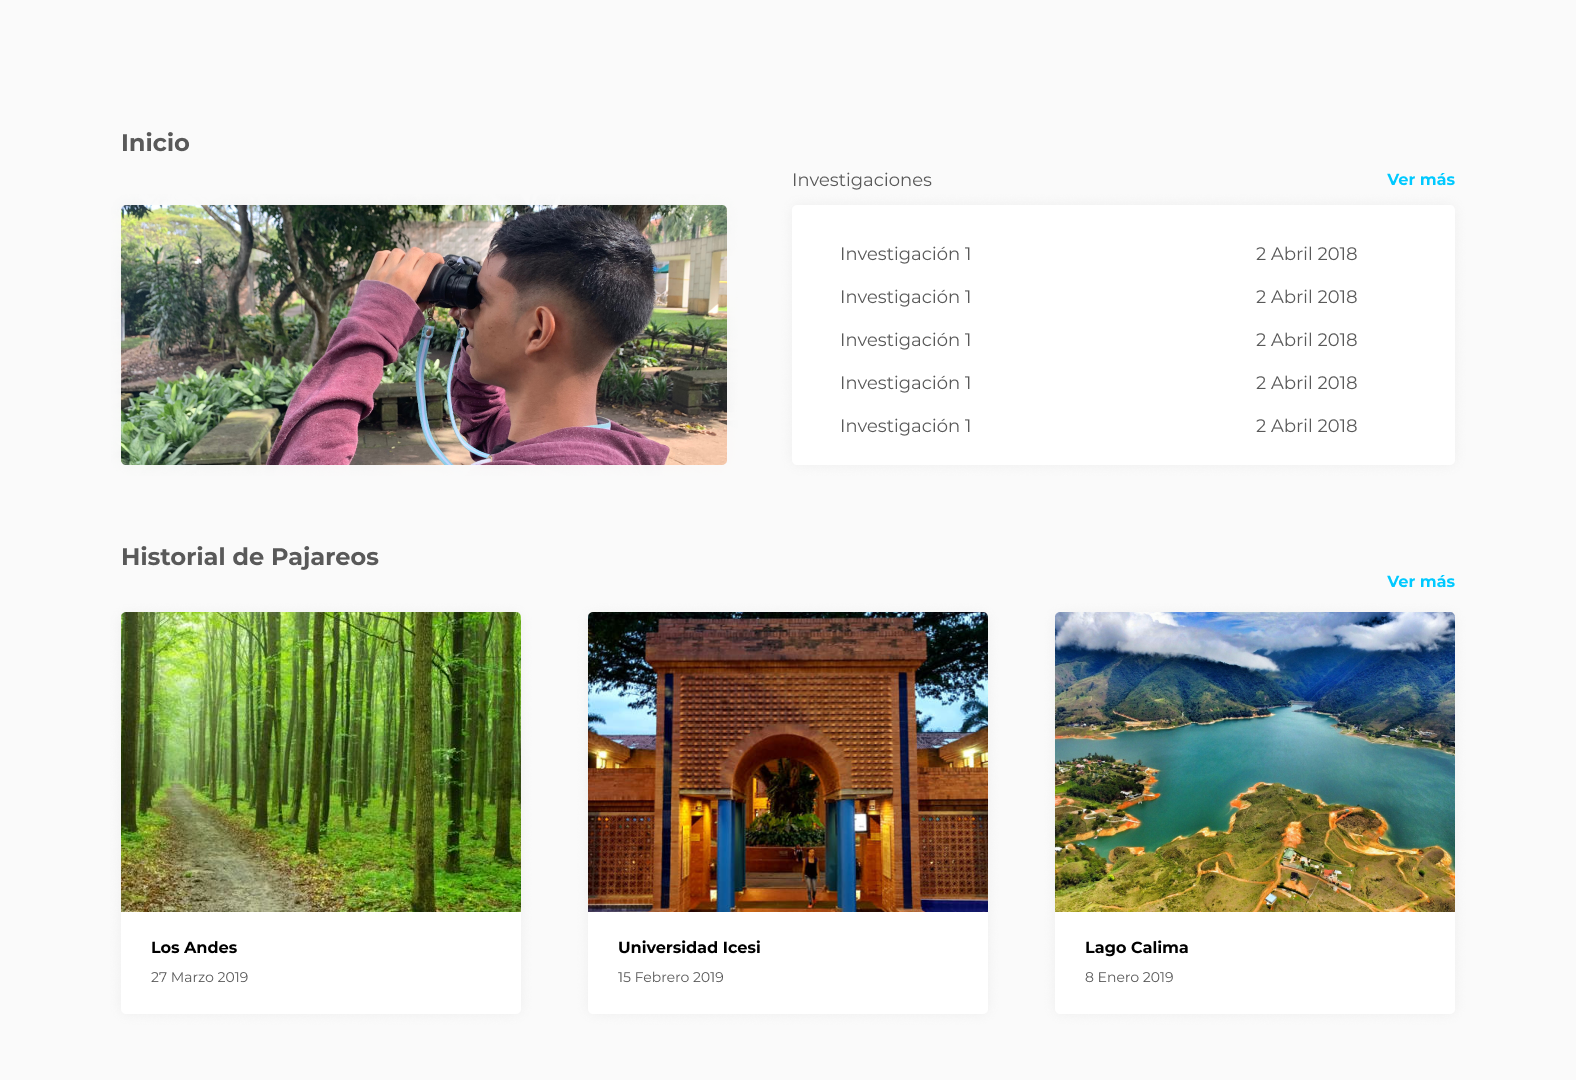 Inicio
Investigaciones
Ver más
Investigación 1 2 Abril 2018
Investigación 1 2 Abril 2018
Investigación 1 2 Abril 2018
Investigación 1 2 Abril 2018
Investigación 1 2 Abril 2018
Historial de Pajareos
Ver más
Los Andes
27 Marzo 2019
Universidad Icesi
15 Febrero 2019
Lago Calima
8 Enero 2019